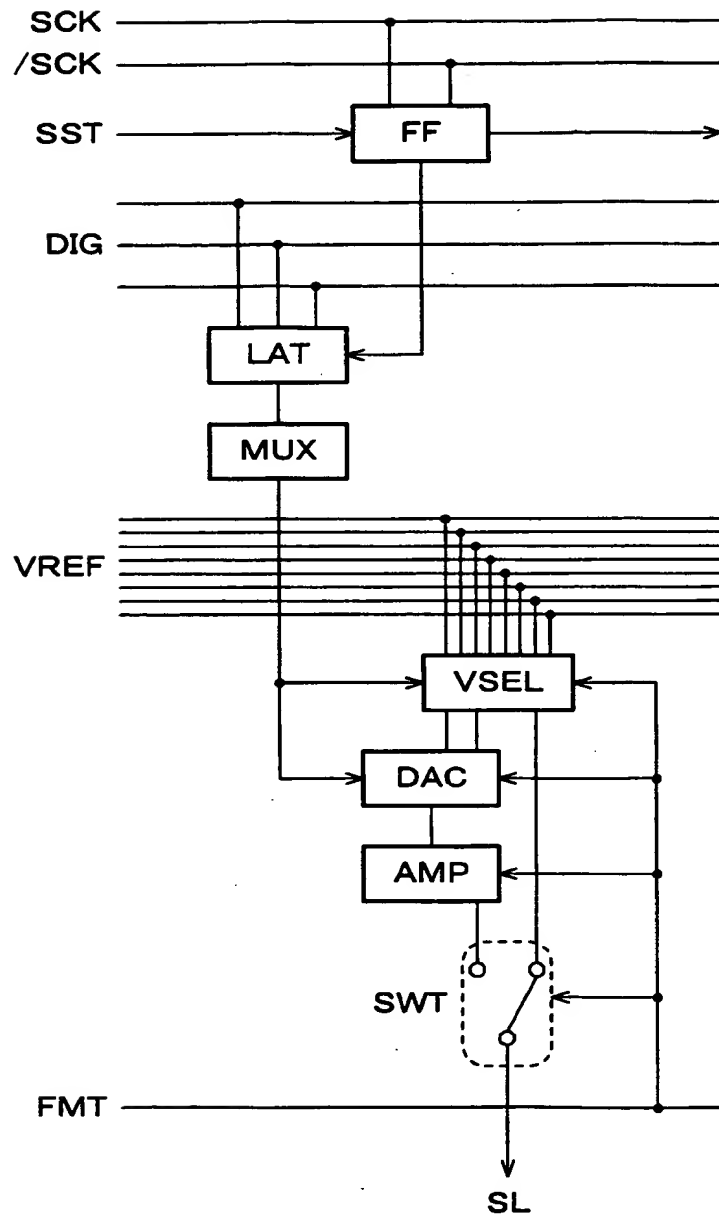 SCK
/SCK
SST
FF
DIG
LAT
MUX
VREF
VSEL
DAC
AMP
SWT
FMT
SL